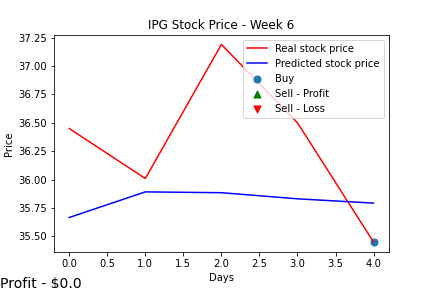 IPG Stock Price - Week 6
37.25
37.00
36.75
36.50
36.25
36.00
35.75
35.50
Price
Real stock price
Predicted stock price
Buy
Sell - Profit
Sell - Loss
0.0 0.5 1.0 1.5 2.0 2.5 3.0 3.5 4.0
Days
Profit - $0.0